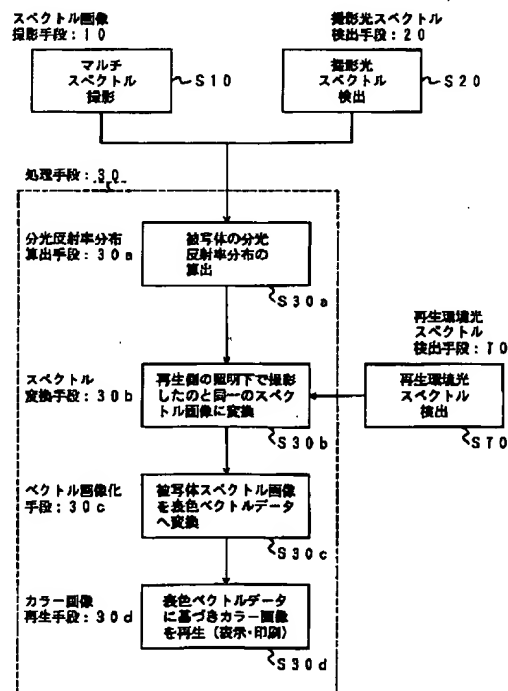 スペクトル画像
撮影手段:10
撮影光スペクトル
検出手段:20
マルチ
スペクトル
撮影
S10
撮影光
スペクトル
検出
S20
処理手段:30
分光反射率分布
算出手段:30a
被写体の分光
反射率分布の
算出
S30a
再生環境光
スペクトル
検出手段:70
スペクトル
変換手段:30b
再生側の照明下で撮影
したのと同一のスペク
トル画像に変換
S30b
再生環境光
スペクトル
検出
S70
ベクトル画像化
手段:30c
被写体スペクトル画像
を表色ベクトルデータ
へ変換
S30c
カラー画像
再生手段:30d
表色ベクトルデータ
に基づきカラー画像
を再生(表示・印刷)
S30d